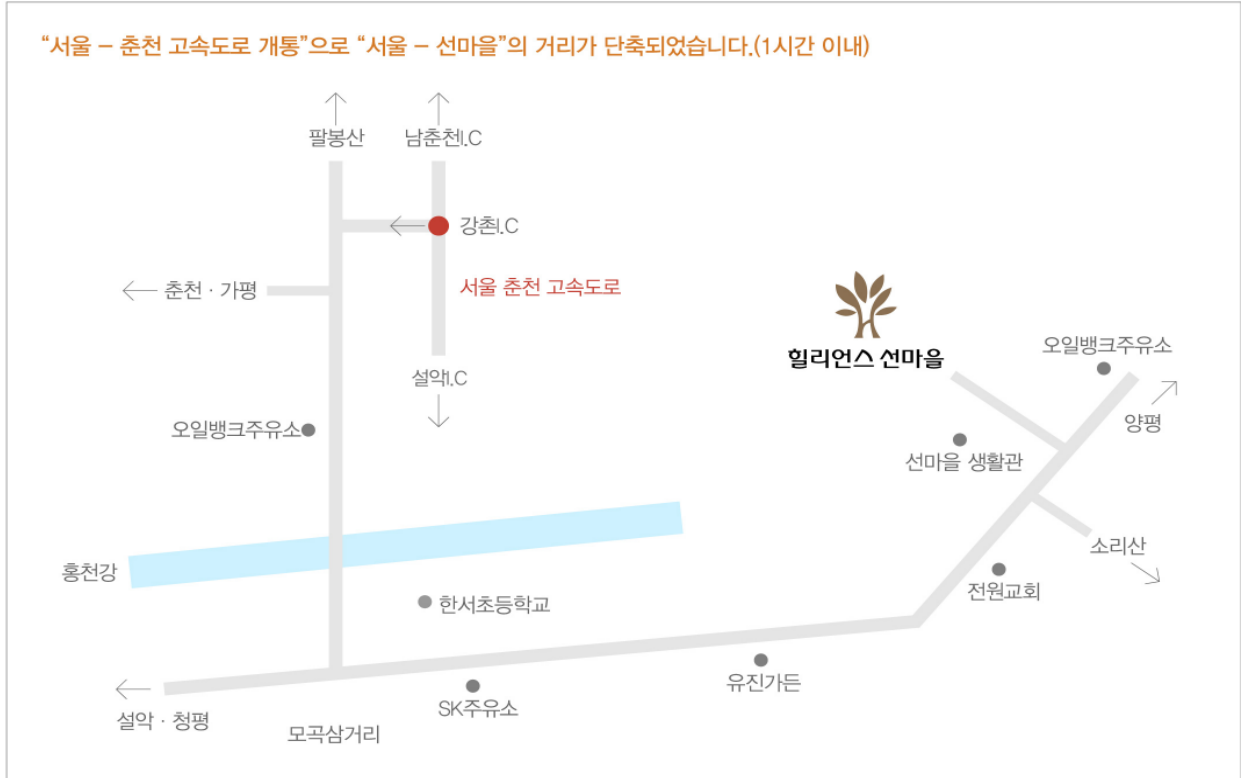 “서울 – 춘천 고속도로 개통”으로 “서울 – 선마을”의 거리가 단축되었습니다.(1시간 이내)
팔봉산
남춘천I.C
강촌I.C
춘천 · 가평
서울 춘천 고속도로
힐리언스 선마을
오일뱅크주유소
설악I.C
양평
오일뱅크주유소
선마을 생활관
소리산
홍천강
전원교회
한서초등학교
유진가든
SK주유소
설악 · 청평
모곡삼거리